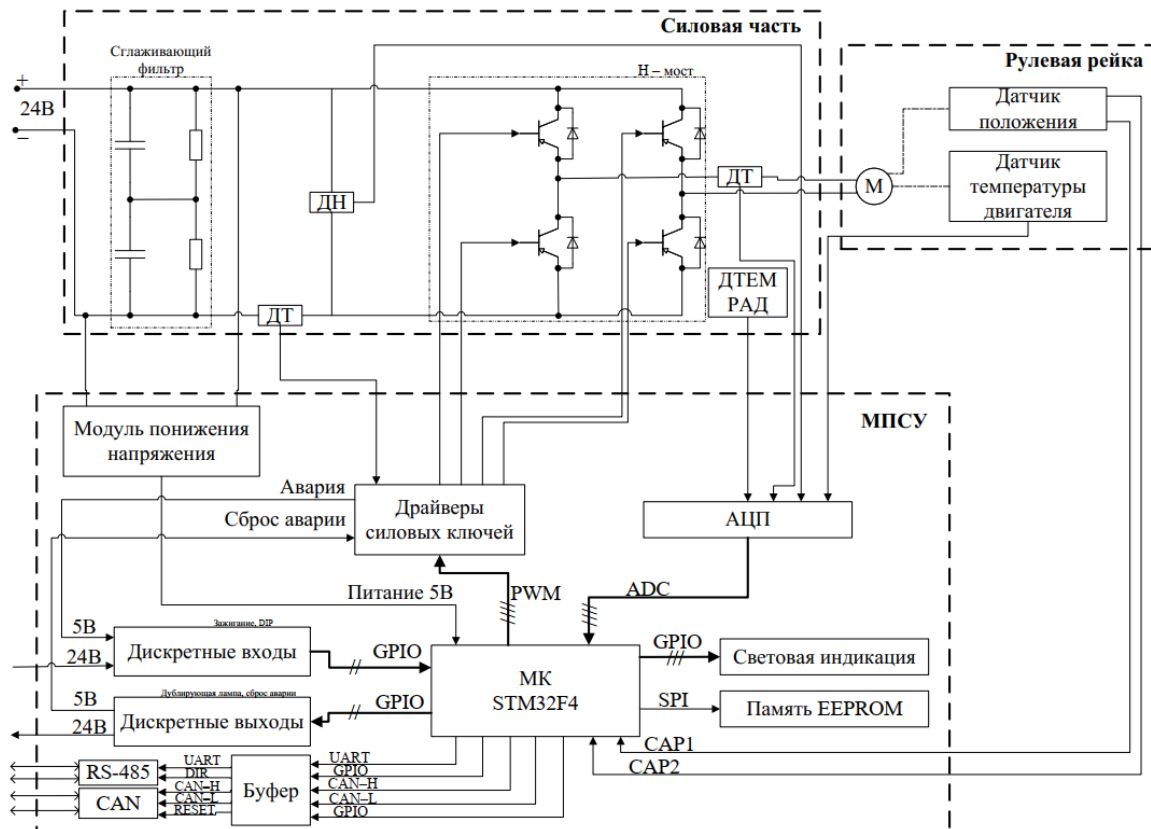 Силовая часть
Сглаживающий
фильтр
H – мост
Рулевая рейка
+
24В
–
Датчик
положения
ДН
ДТ
М
Датчик
температуры
двигателя
ДТЕМ
РАД
ДТ
МПСУ
Модуль понижения
напряжения
Авария
Сброс аварии
Драйверы
силовых ключей
АЦП
Питание 5В
PWM
ADC
5В
24В
Зажигание, DIP
Дискретные входы
GPIO
МК
STM32F4
GPIO
Световая индикация
5В
24В
Дублирующая лампа, сброс аварии
Дискретные выходы
GPIO
SPI
Память EEPROM
CAP1
CAP2
RS-485
CAN
UART
DIR
CAN–H
CAN–L
RESET
Буфер
UART
GPIO
CAN–H
CAN–L
GPIO